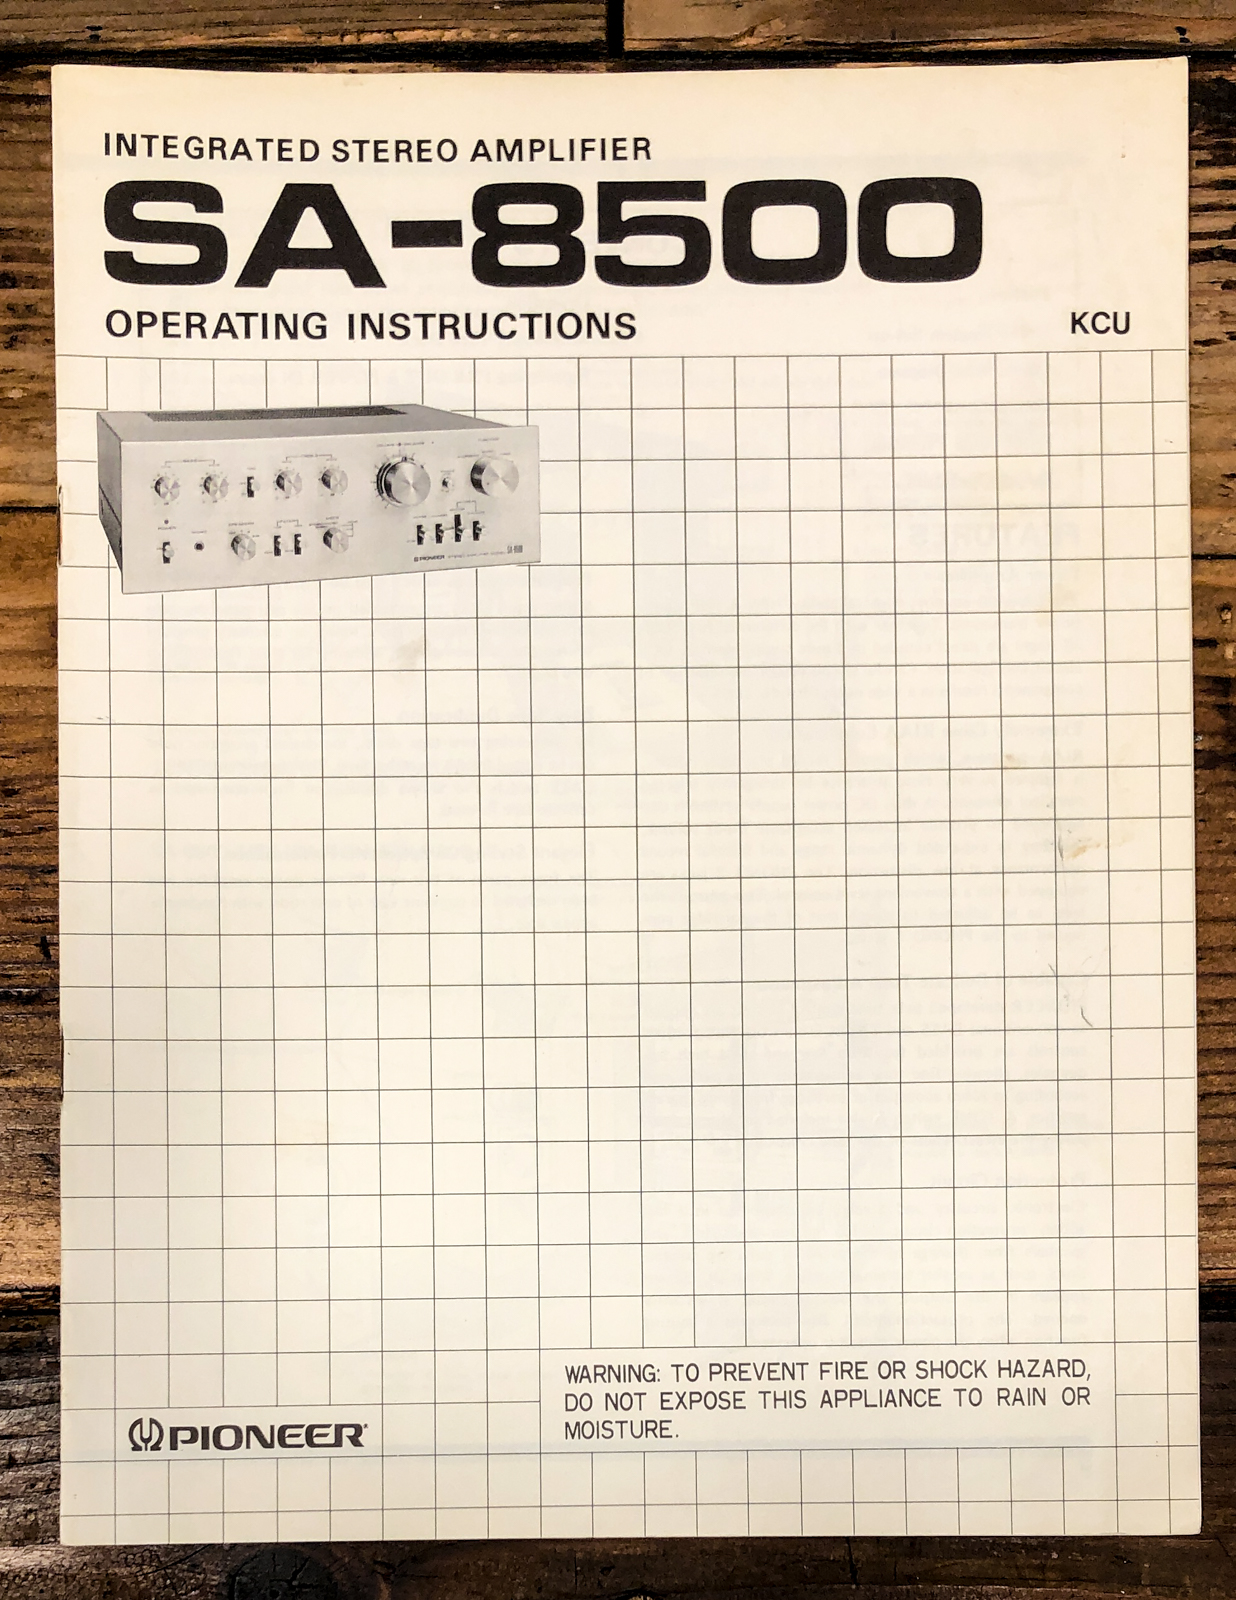 INTEGRATED STEREO AMPLIFIER
SA-8500
OPERATING INSTRUCTIONS
KCU
PIONEER
WARNING: TO PREVENT FIRE OR SHOCK HAZARD,
DO NOT EXPOSE THIS APPLIANCE TO RAIN OR
MOISTURE.
PIONEER